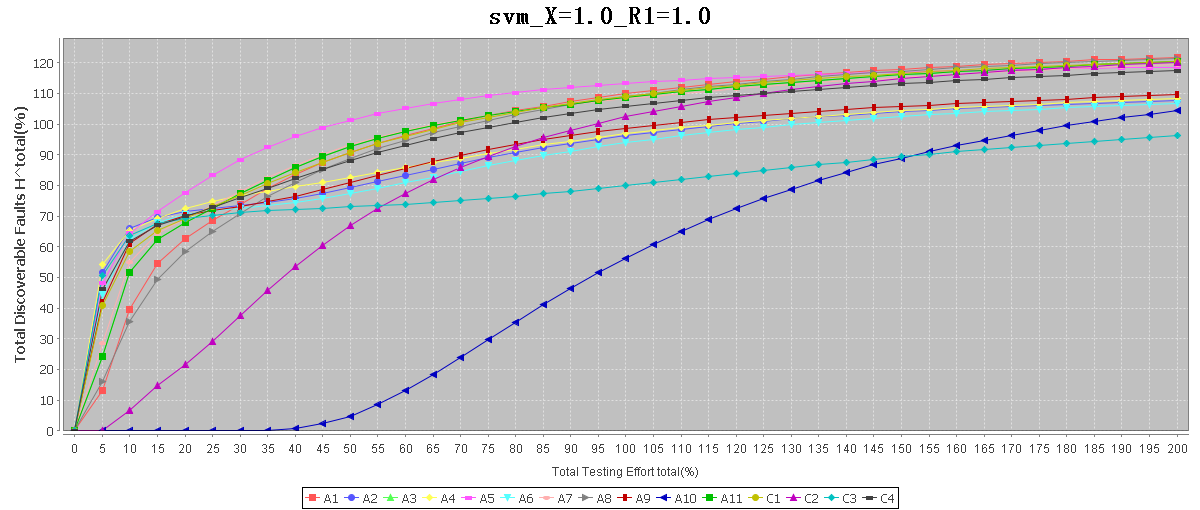 svm_X=1.0_R1=1.0
Total Discoverable Faults H^total(%)
120
110
100
90
80
70
60
50
40
30
20
10
0
0 5 10 15 20 25 30 35 40 45 50 55 60 65 70 75 80 85 90 95 100 105 110 115 120 125 130 135 140 145 150 155 160 165 170 175 180 185 190 195 200
Total Testing Effort total(%)
A1 A2 A3 A4 A5 A6 A7 A8 A9 A10 A11 C1 C2 C3 C4